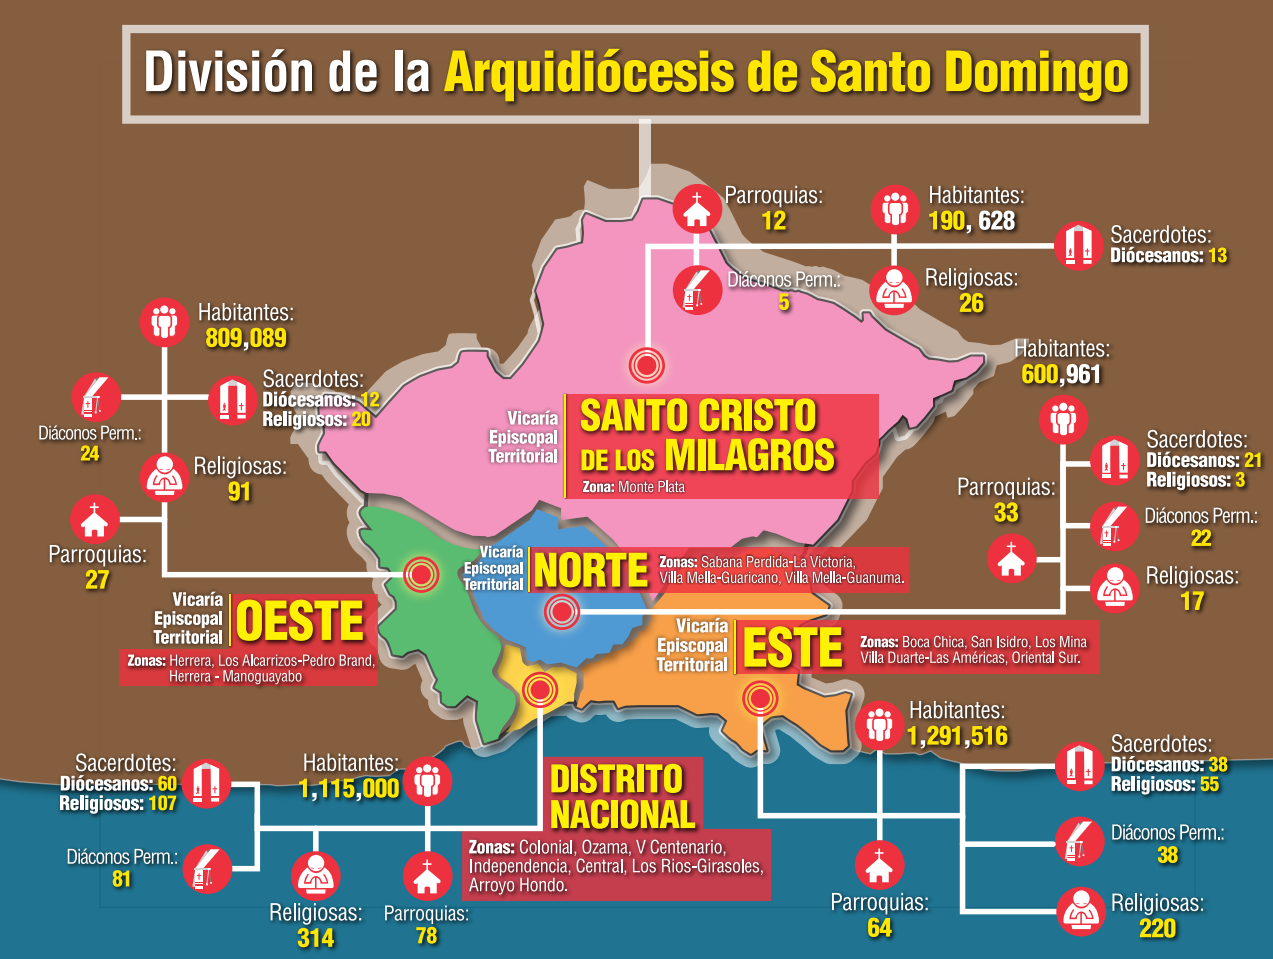 División de la Arquidiócesis de Santo Domingo
Parroquias:
12
Habitantes:
190, 628
Sacerdotes:
Diócesanos: 13
Diáconos Perm.:
5
Religiosas:
26
Vicaría
Episcopal
Territorial
SANTO CRISTO
DE LOS MILAGROS
Zona: Monte Plata
Habitantes:
809,089
Sacerdotes:
Diócesanos: 12
Religiosos: 20
Diáconos Perm.:
24
Religiosas:
91
Parroquias:
27
Vicaría
Episcopal
Territorial
OESTE
Zonas: Herrera, Los Alcarrizos-Pedro Brand,
Herrera - Manoguayabo
Habitantes:
600,961
Sacerdotes:
Diócesanos: 21
Religiosos: 3
Parroquias:
33
Diáconos Perm.:
22
Religiosas:
17
Vicaría
Episcopal
Territorial
NORTE
Zonas: Sabana Perdida-La Victoria,
Villa Mella-Guaricano, Villa Mella-Guanuma.
Vicaría
Episcopal
Territorial
ESTE
Zonas: Boca Chica, San Isidro, Los Mina
Villa Duarte-Las Américas, Oriental Sur.
Habitantes:
1,291,516
Sacerdotes:
Diócesanos: 38
Religiosos: 55
Diáconos Perm.:
38
Parroquias:
64
Religiosas:
220
Sacerdotes:
Diócesanos: 60
Religiosos: 107
Habitantes:
1,115,000
Diáconos Perm.:
81
Religiosas:
314
Parroquias:
78
DISTRITO
NACIONAL
Zonas: Colonial, Ozama, V Centenario,
Independencia, Central, Los Rios-Girasoles,
Arroyo Hondo.